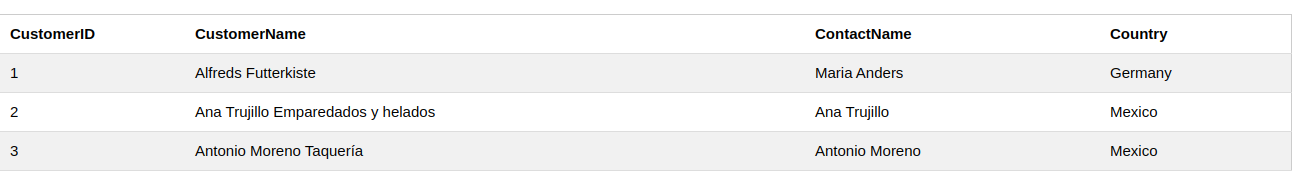 CustomerID CustomerName ContactName Country
1 Alfreds Futterkiste Maria Anders Germany
2 Ana Trujillo Emparedados y helados Ana Trujillo Mexico
3 Antonio Moreno Taquería Antonio Moreno Mexico